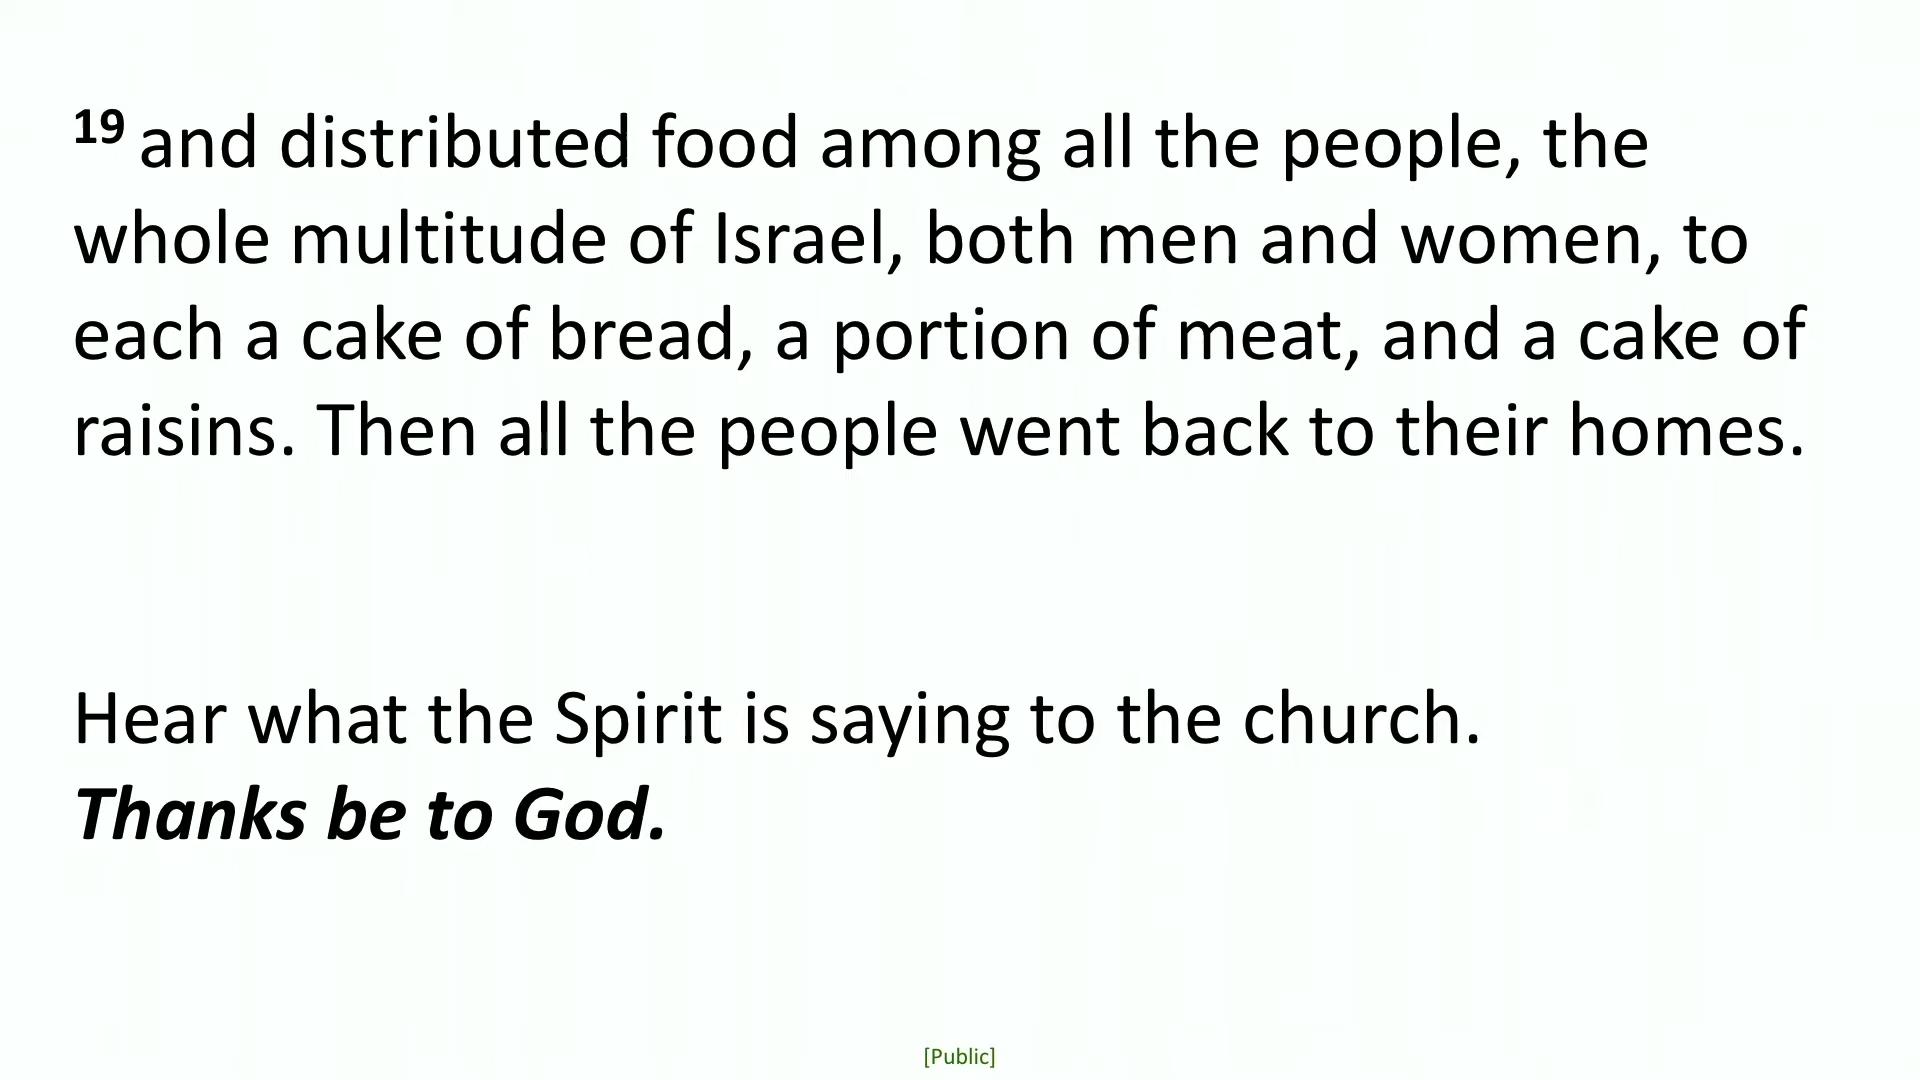 19 and distributed food among all the people, the
whole multitude of Israel, both men and women, to
each a cake of bread, a portion of meat, and a cake of
raisins. Then all the people went back to their homes.
Hear what the Spirit is saying to the church.
Thanks be to God.
[Public]